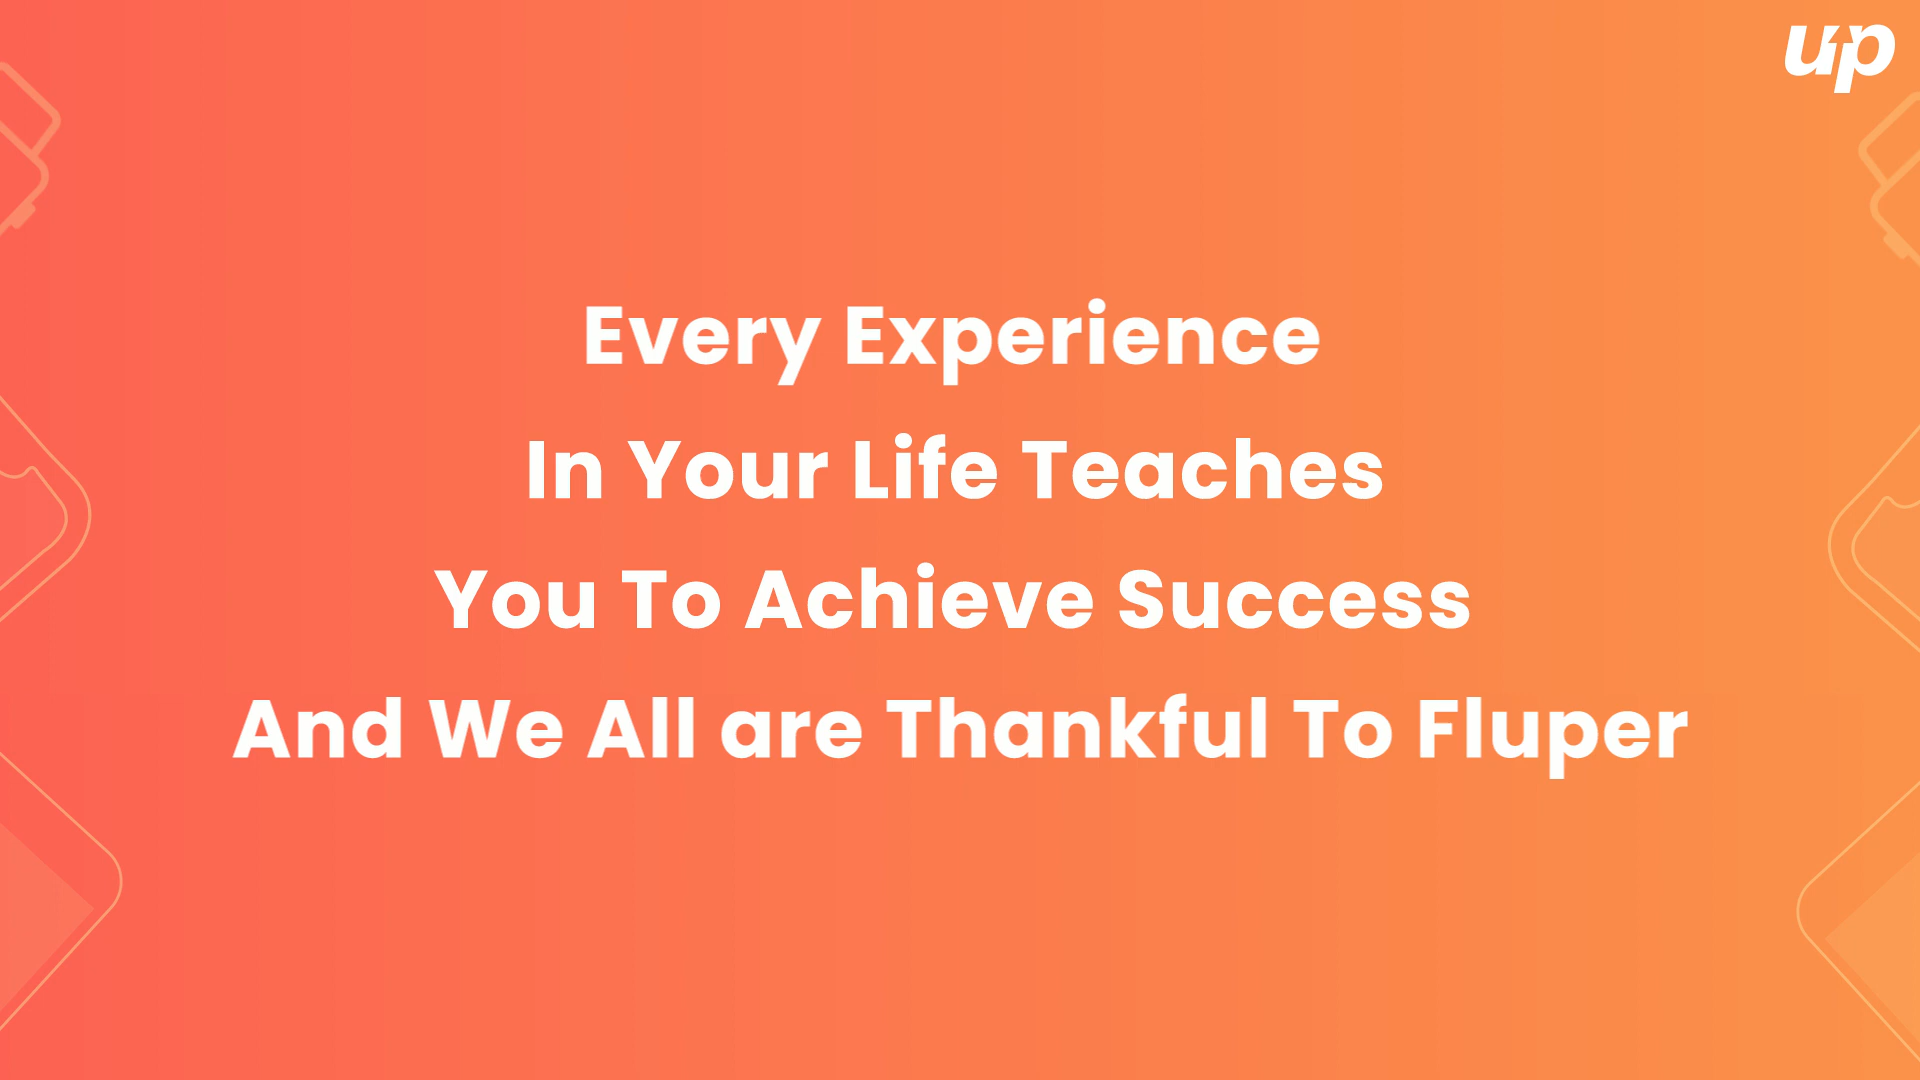 up
Every Experience
In Your Life Teaches
You To Achieve Success
And We All are Thankful To Fluper